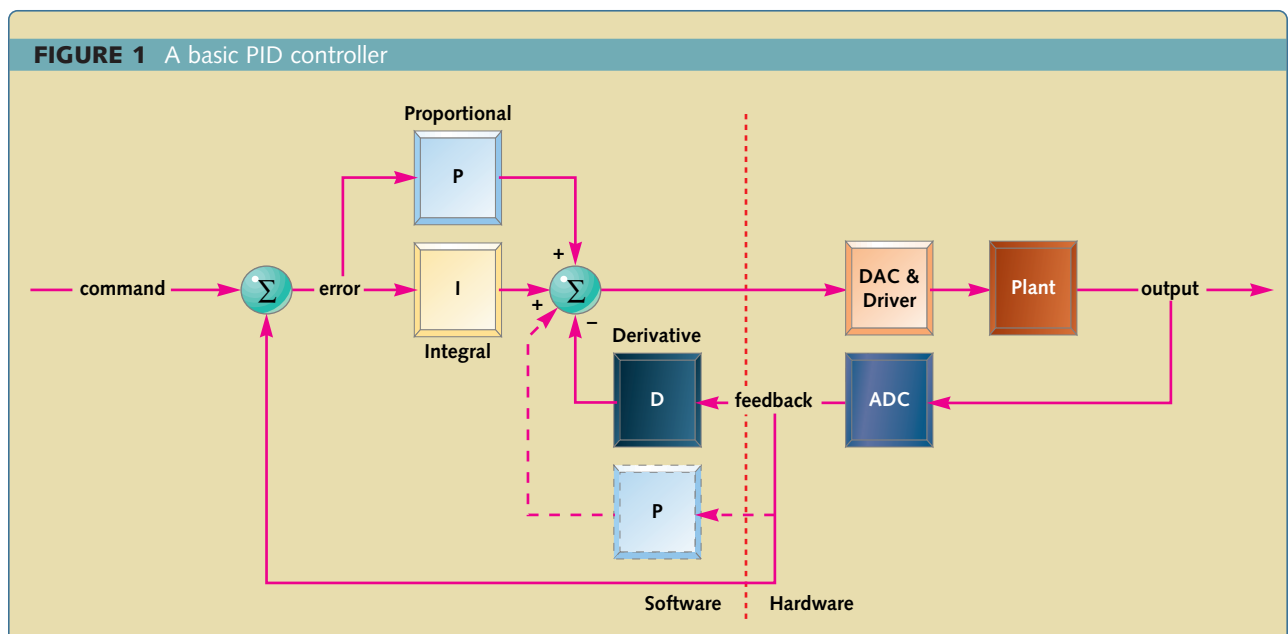 FIGURE 1 A basic PID controller
Proportional
P
+
command
Σ
error
I
Σ
+
−
Integral
DAC &
Driver
Plant
output
Derivative
D
feedback
ADC
P
Software
Hardware